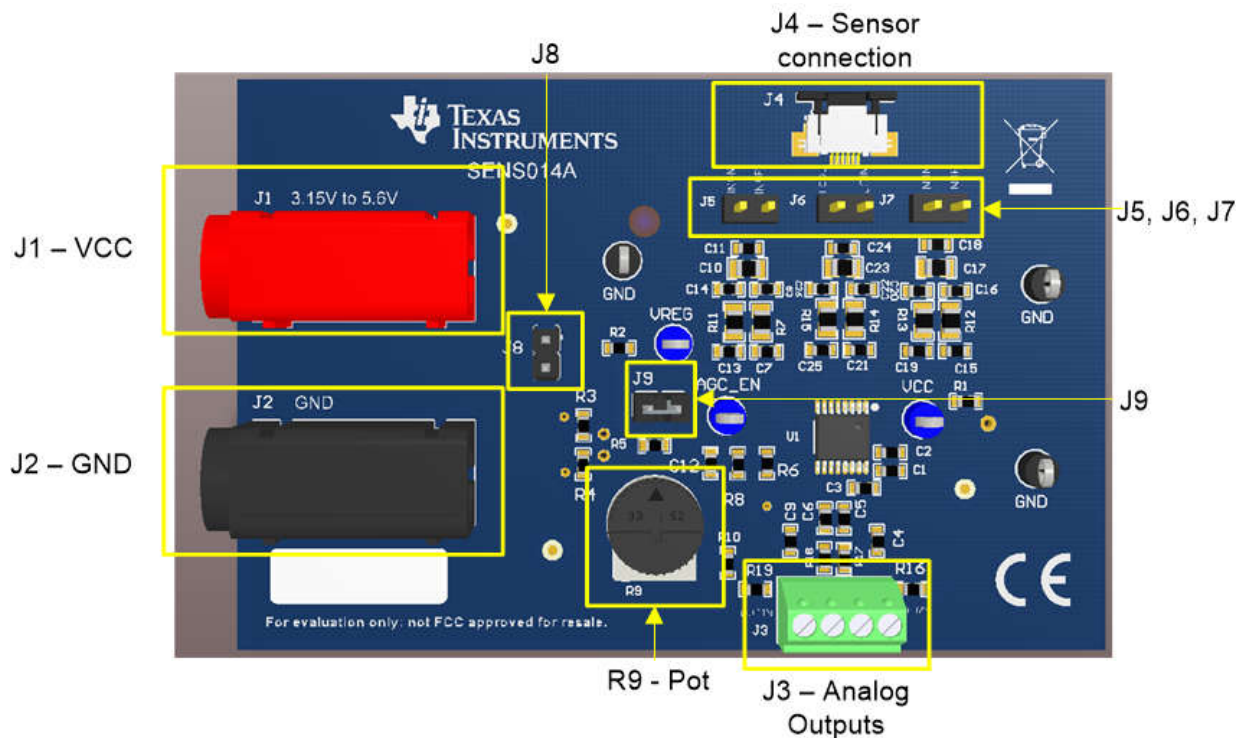 J4 – Sensor
connection
J8
J4
TEXAS
INSTRUMENTS
SENS014A
J1 3.15V to 5.6V
J5
J6
J7
J5, J6, J7
J1 – VCC
C11
C24
C18
C10
C23
C17
GND
C14
C16
GND
VREG
R11
R7
R15
R14
R13
R12
J8
R2
C13
C7
C25
C21
C19
C15
J9
AGC_EN
VCC
R1
J2 GND
R3
J9
U1
J2 – GND
R5
C2
R4
C12
R8
R6
C1
C3
GND
C9
C6
C5
C4
R10
R18
R17
R9
R19
R16
For evaluation only; not FCC approved for resale.
J3
CE
R9 - Pot
J3 – Analog
Outputs